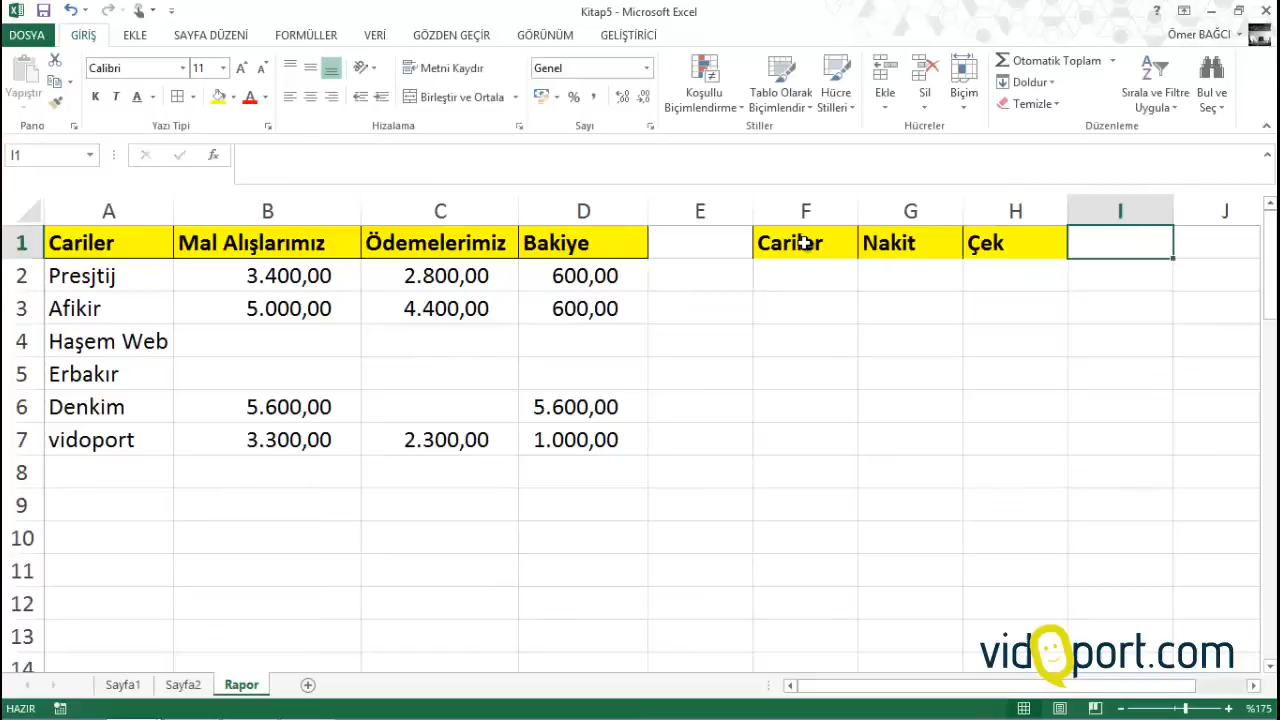 Kitap5 - Microsoft Excel
DOSYA GİRİŞ EKLE SAYFA DÜZENİ FORMÜLLER VERİ GÖZDEN GEÇİR GÖRÜNÜM GELİŞTİRİCİ Ömer BAĞCI
Yapıştır
Calibri 11
K T A
Metni Kaydır
Birleştir ve Ortala
Genel
Koşullu Biçimlendirme
Tablo Olarak Biçimlendir
Hücre Stilleri
Ekle Sil Biçim
Otomatik Toplam
Doldur
Temizle
Sırala ve Filtre Uygula
Bul ve Seç
Pano Yazı Tipi Hizalama Sayı Stiller Hücreler Düzenleme
I1 fx
A B C D E F G H I J
1 Cariler Mal Alışlarımız Ödemelerimiz Bakiye Cariler Nakit Çek
2 Presjtij 3.400,00 2.800,00 600,00
3 Afikir 5.000,00 4.400,00 600,00
4 Haşem Web
5 Erbakır
6 Denkim 5.600,00 5.600,00
7 vidoport 3.300,00 2.300,00 1.000,00
8
9
10
11
12
13
14
vidoport.com
Sayfa1 Sayfa2 Rapor
HAZIR %175